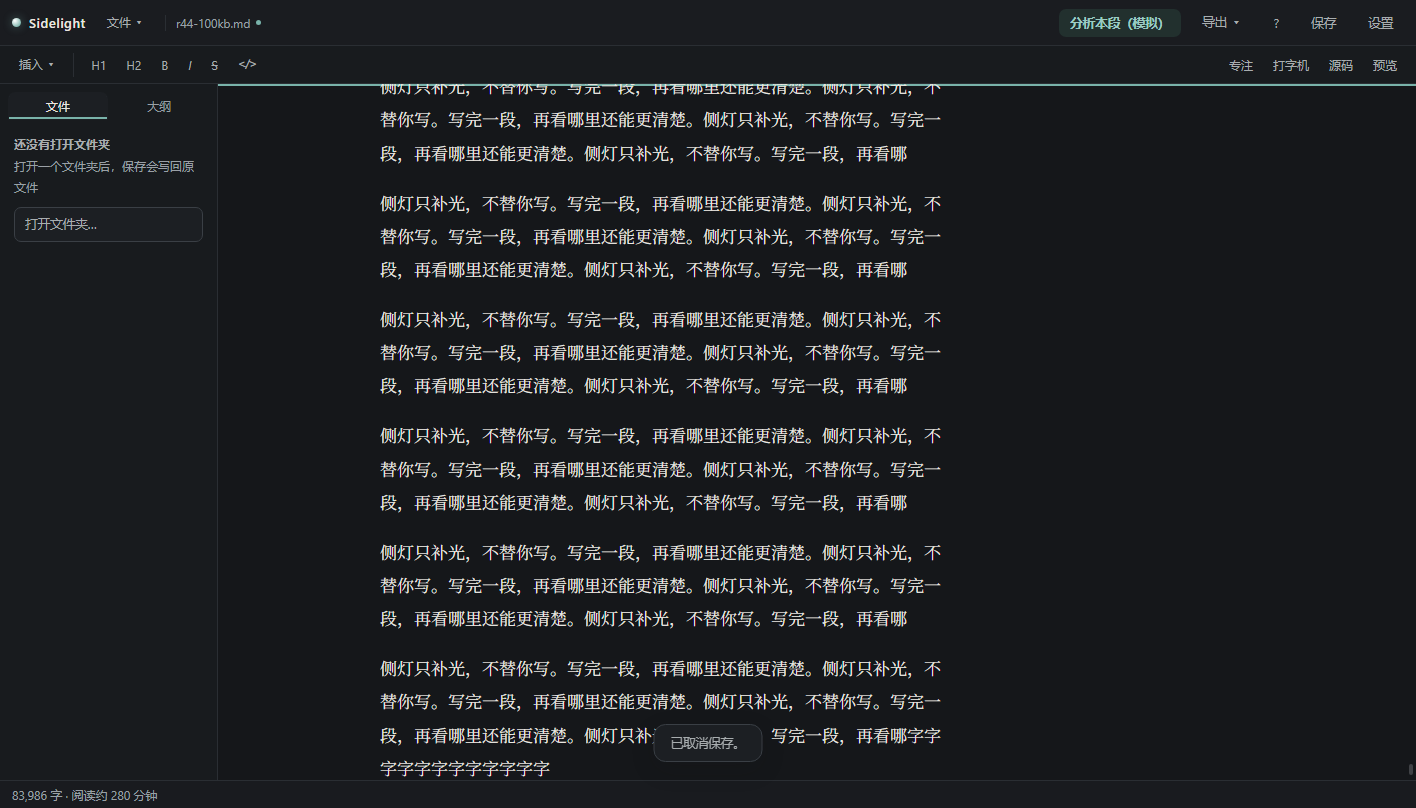 Sidelight 文件 r44-100kb.md 分析本段（模拟） 导出 ? 保存 设置
插入 H1 H2 B I S </> 专注 打字机 源码 预览
文件 大纲
还没有打开文件夹
打开一个文件夹后，保存会写回原
文件
打开文件夹...
侧灯只补光，不替你写。写完一段，再看哪里还能更清楚。侧灯只补光，不
替你写。写完一段，再看哪里还能更清楚。侧灯只补光，不替你写。写完一
段，再看哪里还能更清楚。侧灯只补光，不替你写。写完一段，再看哪
侧灯只补光，不替你写。写完一段，再看哪里还能更清楚。侧灯只补光，不
替你写。写完一段，再看哪里还能更清楚。侧灯只补光，不替你写。写完一
段，再看哪里还能更清楚。侧灯只补光，不替你写。写完一段，再看哪
侧灯只补光，不替你写。写完一段，再看哪里还能更清楚。侧灯只补光，不
替你写。写完一段，再看哪里还能更清楚。侧灯只补光，不替你写。写完一
段，再看哪里还能更清楚。侧灯只补光，不替你写。写完一段，再看哪
侧灯只补光，不替你写。写完一段，再看哪里还能更清楚。侧灯只补光，不
替你写。写完一段，再看哪里还能更清楚。侧灯只补光，不替你写。写完一
段，再看哪里还能更清楚。侧灯只补光，不替你写。写完一段，再看哪
侧灯只补光，不替你写。写完一段，再看哪里还能更清楚。侧灯只补光，不
替你写。写完一段，再看哪里还能更清楚。侧灯只补光，不替你写。写完一
段，再看哪里还能更清楚。侧灯只补光，不替你写。写完一段，再看哪
侧灯只补光，不替你写。写完一段，再看哪里还能更清楚。侧灯只补光，不
替你写。写完一段，再看哪里还能更清楚。侧灯只补光，不替你写。写完一
段，再看哪里还能更清楚。侧灯只补 写完一段，再看哪字字
字字字字字字字字字字
已取消保存。
83,986 字 · 阅读约 280 分钟